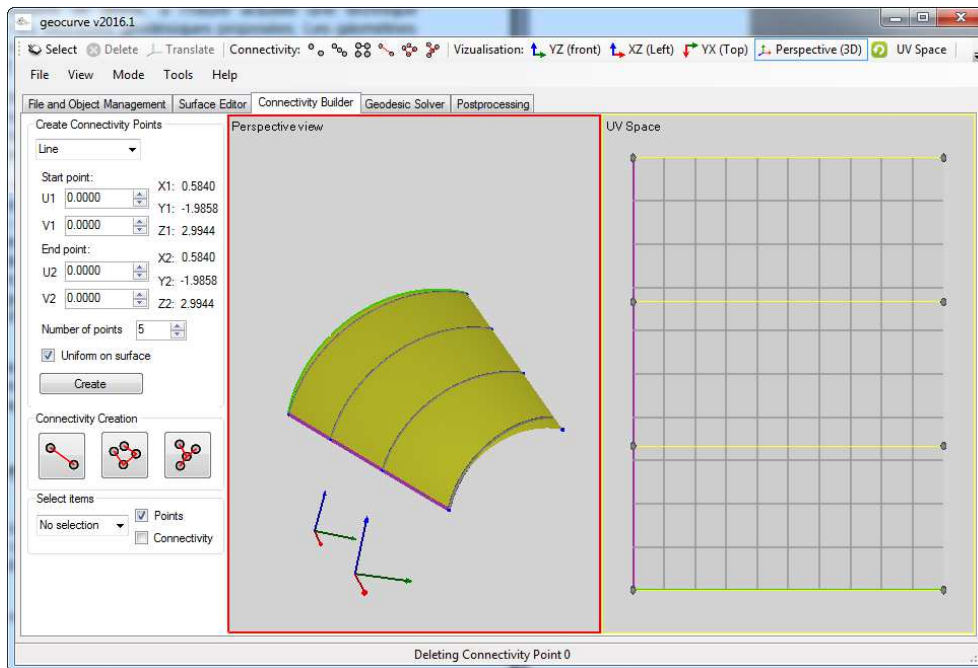 geocurve v2016.1
Select Delete Translate Connectivity: Vizualisation: YZ (front) XZ (Left) YX (Top) Perspective (3D) UV Space
File View Mode Tools Help
File and Object Management Surface Editor Connectivity Builder Geodesic Solver Postprocessing
Create Connectivity Points
Line
Start point:
U1 0.0000 X1: 0.5840
Y1: -1.9858
V1 0.0000 Z1: 2.9944
End point:
X2: 0.5840
U2 0.0000
Y2: -1.9858
V2 0.0000 Z2: 2.9944
Number of points 5
Uniform on surface
Create
Connectivity Creation
Select items
No selection Points
Connectivity
Perspective view
UV Space
Deleting Connectivity Point 0